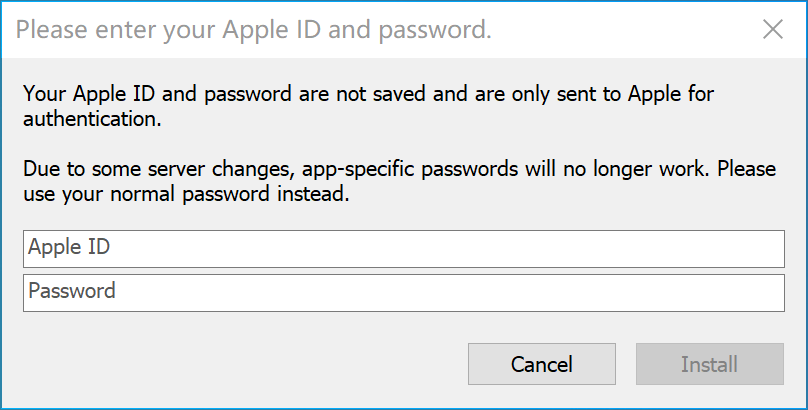 Please enter your Apple ID and password.
Your Apple ID and password are not saved and are only sent to Apple for
authentication.
Due to some server changes, app-specific passwords will no longer work. Please
use your normal password instead.
Apple ID
Password
Cancel
Install